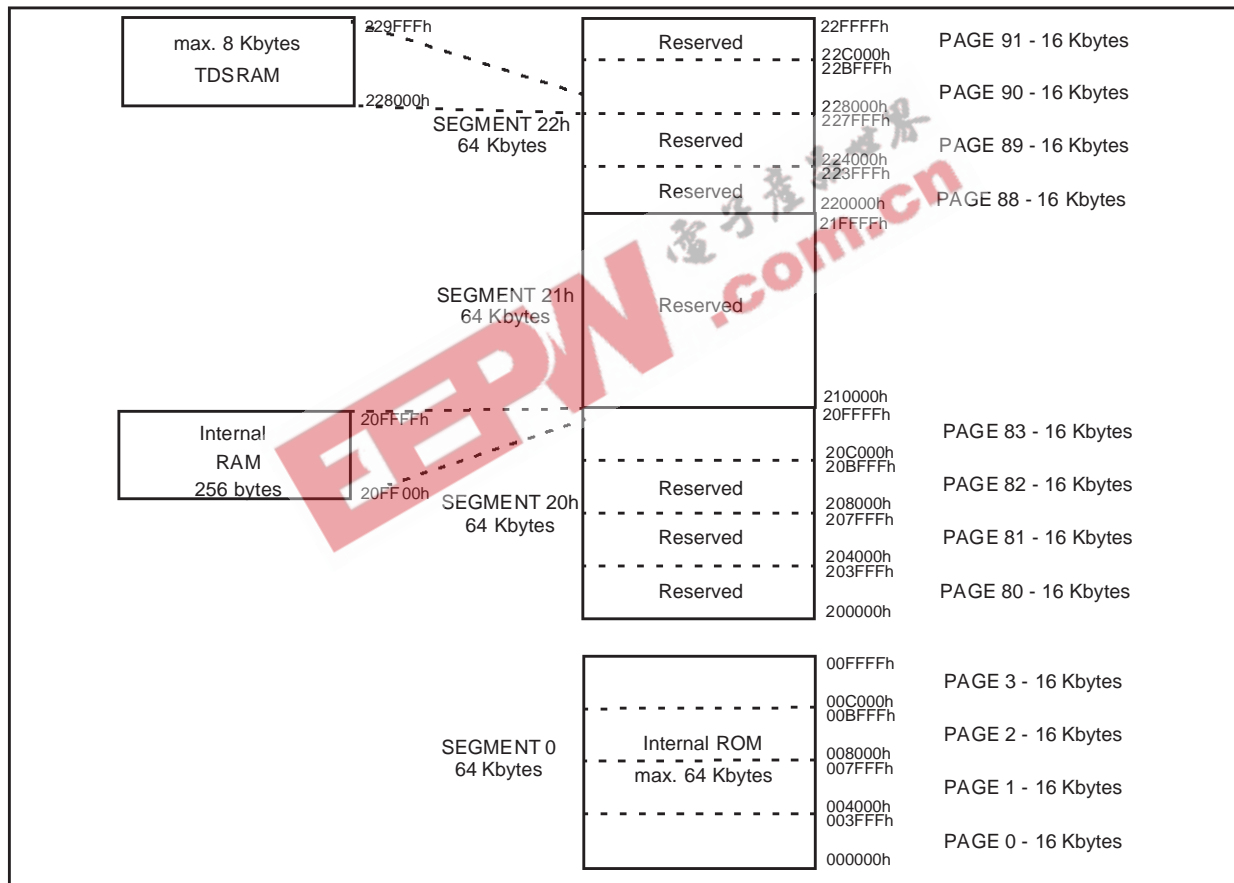 max. 8 Kbytes
TDSRAM
229FFFh
228000h
SEGMENT 22h
64 Kbytes
Reserved
22FFFFh
22C000h
22BFFFh
228000h
227FFFh
Reserved
224000h
223FFFh
Reserved
220000h
21FFFFh
PAGE 91 - 16 Kbytes
PAGE 90 - 16 Kbytes
PAGE 89 - 16 Kbytes
PAGE 88 - 16 Kbytes
SEGMENT 21h
64 Kbytes
Reserved
210000h
20FFFFh
Internal
RAM
256 bytes
20FFFFh
20FF00h
SEGMENT 20h
64 Kbytes
20C000h
20BFFFh
Reserved
208000h
207FFFh
Reserved
204000h
203FFFh
Reserved
200000h
PAGE 83 - 16 Kbytes
PAGE 82 - 16 Kbytes
PAGE 81 - 16 Kbytes
PAGE 80 - 16 Kbytes
SEGMENT 0
64 Kbytes
Internal ROM
max. 64 Kbytes
00FFFFh
00C000h
00BFFFh
008000h
007FFFh
004000h
003FFFh
000000h
PAGE 3 - 16 Kbytes
PAGE 2 - 16 Kbytes
PAGE 1 - 16 Kbytes
PAGE 0 - 16 Kbytes
EEPW
.com.cn
電子產品世界